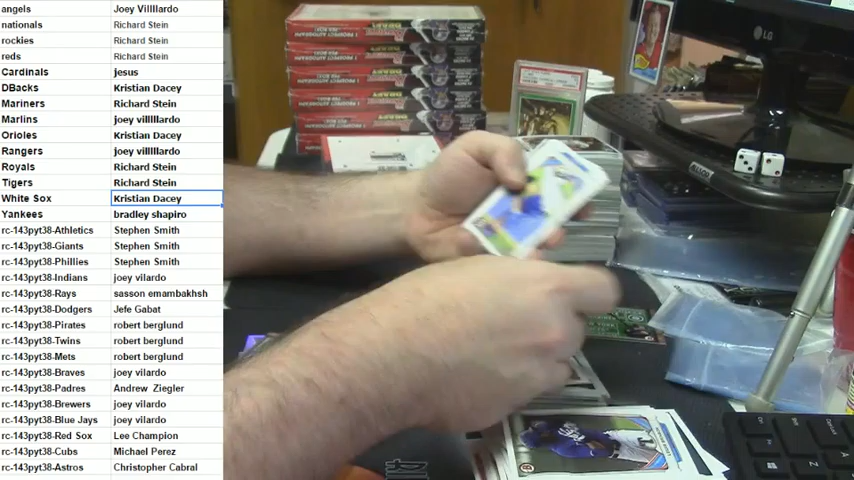 angels Joey Villllardo
nationals Richard Stein
rockies Richard Stein
reds Richard Stein
Cardinals jesus
DBacks Kristian Dacey
Mariners Richard Stein
Marlins joey villlllardo
Orioles Kristian Dacey
Rangers joey villlllardo
Royals Richard Stein
Tigers Richard Stein
White Sox Kristian Dacey
Yankees bradley shapiro
rc-143pyt38-Athletics Stephen Smith
rc-143pyt38-Giants Stephen Smith
rc-143pyt38-Phillies Stephen Smith
rc-143pyt38-Indians joey vilardo
rc-143pyt38-Rays sasson emambakhsh
rc-143pyt38-Dodgers Jefe Gabat
rc-143pyt38-Pirates robert berglund
rc-143pyt38-Twins robert berglund
rc-143pyt38-Mets robert berglund
rc-143pyt38-Braves joey vilardo
rc-143pyt38-Padres Andrew Ziegler
rc-143pyt38-Brewers joey vilardo
rc-143pyt38-Blue Jays joey vilardo
rc-143pyt38-Red Sox Lee Champion
rc-143pyt38-Cubs Michael Perez
rc-143pyt38-Astros Christopher Cabral
LG